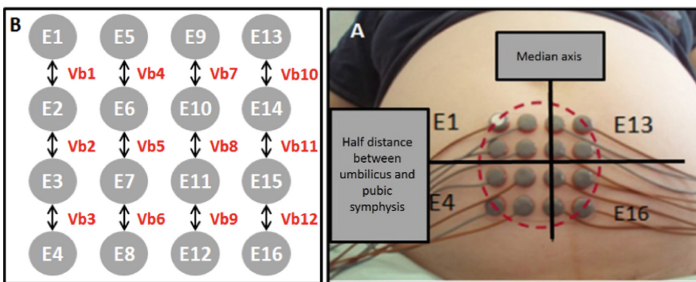 B
E1 E5 E9 E13
Vb1 Vb4 Vb7 Vb10
E2 E6 E10 E14
Vb2 Vb5 Vb8 Vb11
E3 E7 E11 E15
Vb3 Vb6 Vb9 Vb12
E4 E8 E12 E16
A
Median axis
E1
E13
Half distance
between
umbilicus and
pubic
symphysis
E4
E16